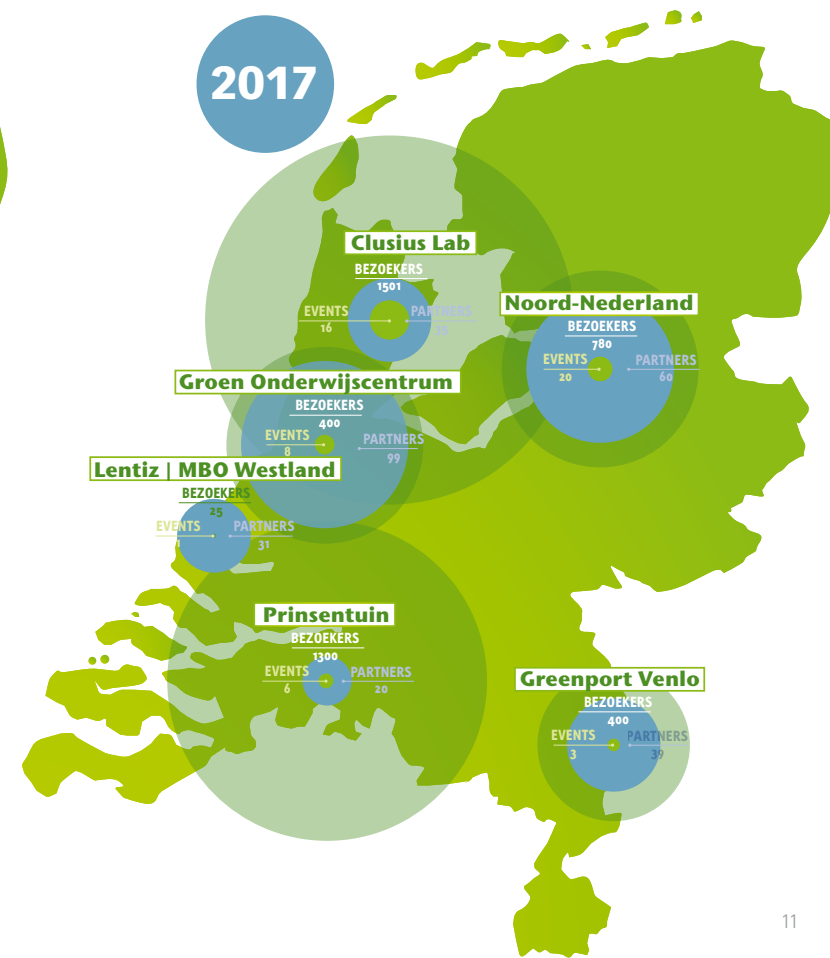 2017
Clusius Lab
BEZOEKERS
1501
EVENTS
16
PARTNERS
Noord-Nederland
BEZOEKERS
780
EVENTS
20
PARTNERS
60
Groen Onderwijscentrum
BEZOEKERS
400
EVENTS
8
PARTNERS
99
Lentiz | MBO Westland
BEZOEKERS
25
EVENTS
1
PARTNERS
31
Prinsentuin
BEZOEKERS
1300
EVENTS
6
PARTNERS
20
Greenport Venlo
BEZOEKERS
400
EVENTS
3
PARTNERS
39
11